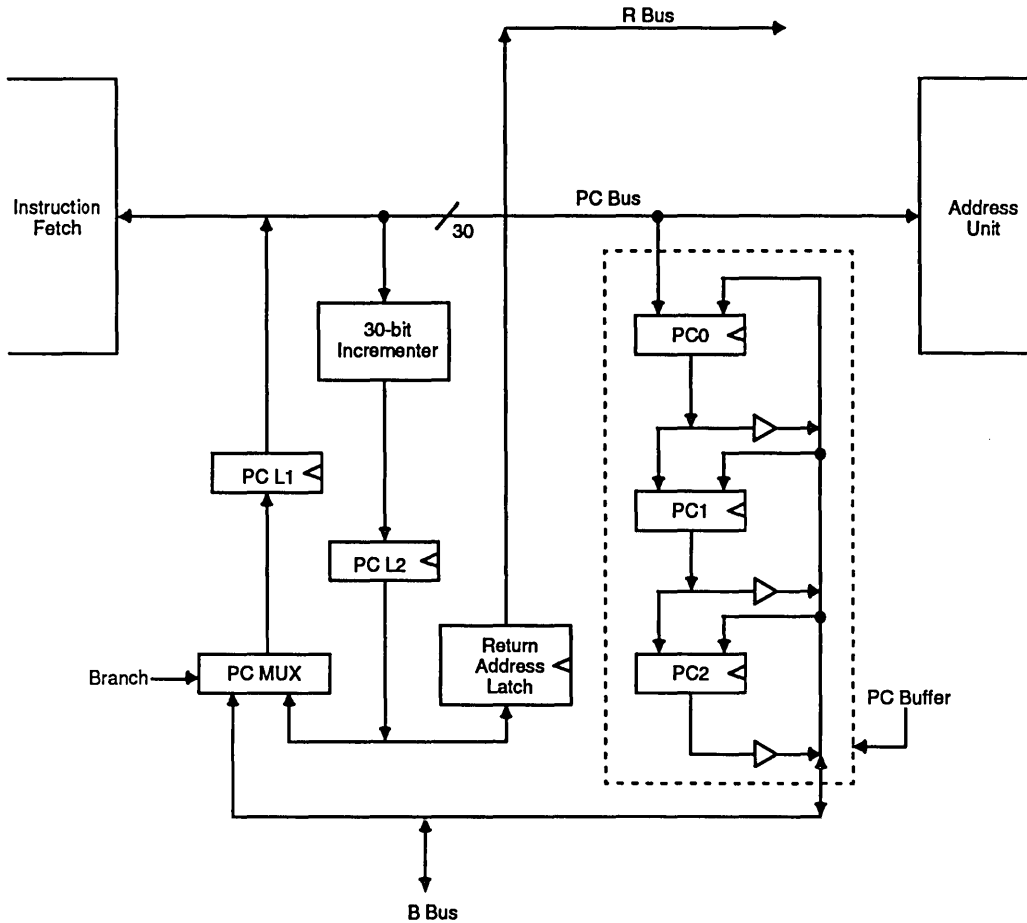 R Bus
Instruction
Fetch
PC Bus
30
Address
Unit
30-bit
Incrementer
PC0
PC L1
PC1
PC L2
Return
Address
Latch
Branch
PC MUX
PC2
PC Buffer
B Bus